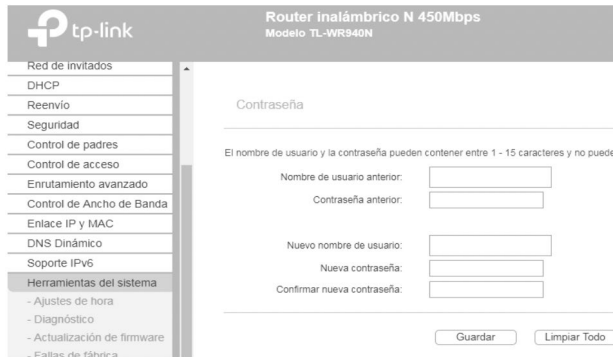 tp-link
Router inalámbrico N 450Mbps
Modelo TL-WR940N
Red de invitados
DHCP
Reenvío
Seguridad
Control de padres
Control de acceso
Enrutamiento avanzado
Control de Ancho de Banda
Enlace IP y MAC
DNS Dinámico
Soporte IPv6
Herramientas del sistema
- Ajustes de hora
- Diagnóstico
- Actualización de firmware
- Fallas de fábrica
Contraseña
El nombre de usuario y la contraseña pueden contener entre 1 - 15 caracteres y no puede
Nombre de usuario anterior:
Contraseña anterior:
Nuevo nombre de usuario:
Nueva contraseña:
Confirmar nueva contraseña:
Guardar
Limpiar Todo